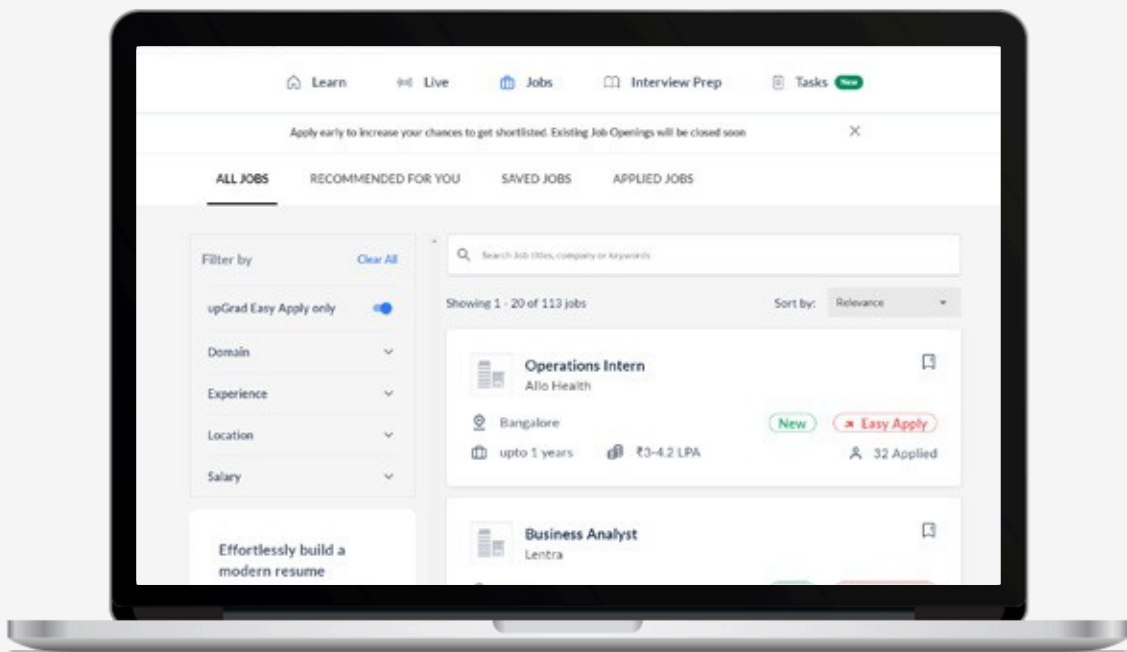 Learn Live Jobs Interview Prep Tasks New
Apply early to increase your chances to get shortlisted. Existing Job Openings will be closed soon
ALL JOBS RECOMMENDED FOR YOU SAVED JOBS APPLIED JOBS
Filter by Clear All
upGrad Easy Apply only
Domain
Experience
Location
Salary
Effortlessly build a
modern resume
Search Job titles, company or keywords
Showing 1 - 20 of 113 jobs Sort by: Relevance
Operations Intern
Allo Health
Bangalore New Easy Apply
upto 1 years ₹3-4.2 LPA 32 Applied
Business Analyst
Lentra